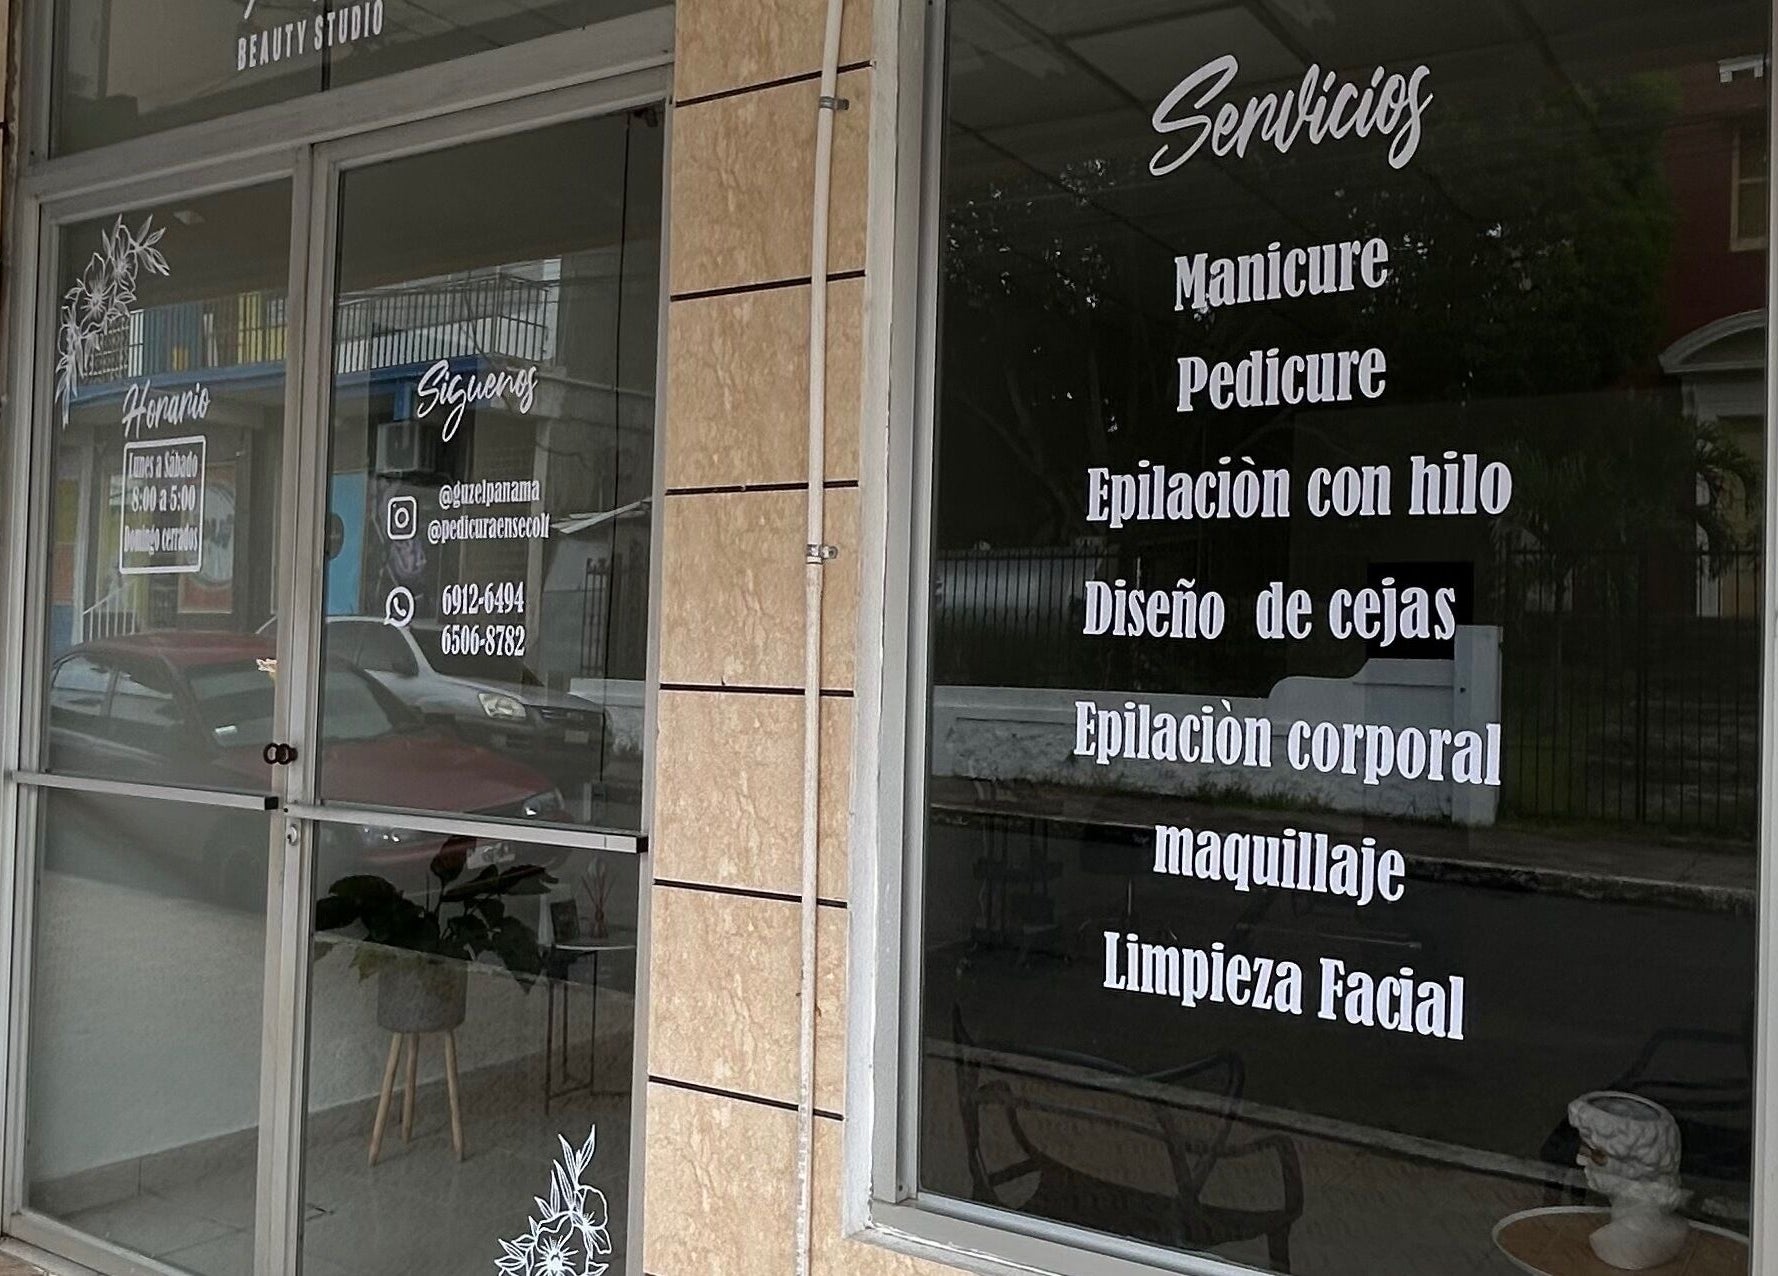 BEAUTY STUDIO
Horario
Lunes a Sábado
8:00 a 5:00
Domingo cerrados
Siguenos
@guzelpanama
@pedicuraensecolf
6912-6494
6506-8782
Servicios
Manicure
Pedicure
Epilaciòn con hilo
Diseño de cejas
Epilaciòn corporal
maquillaje
Limpieza Facial